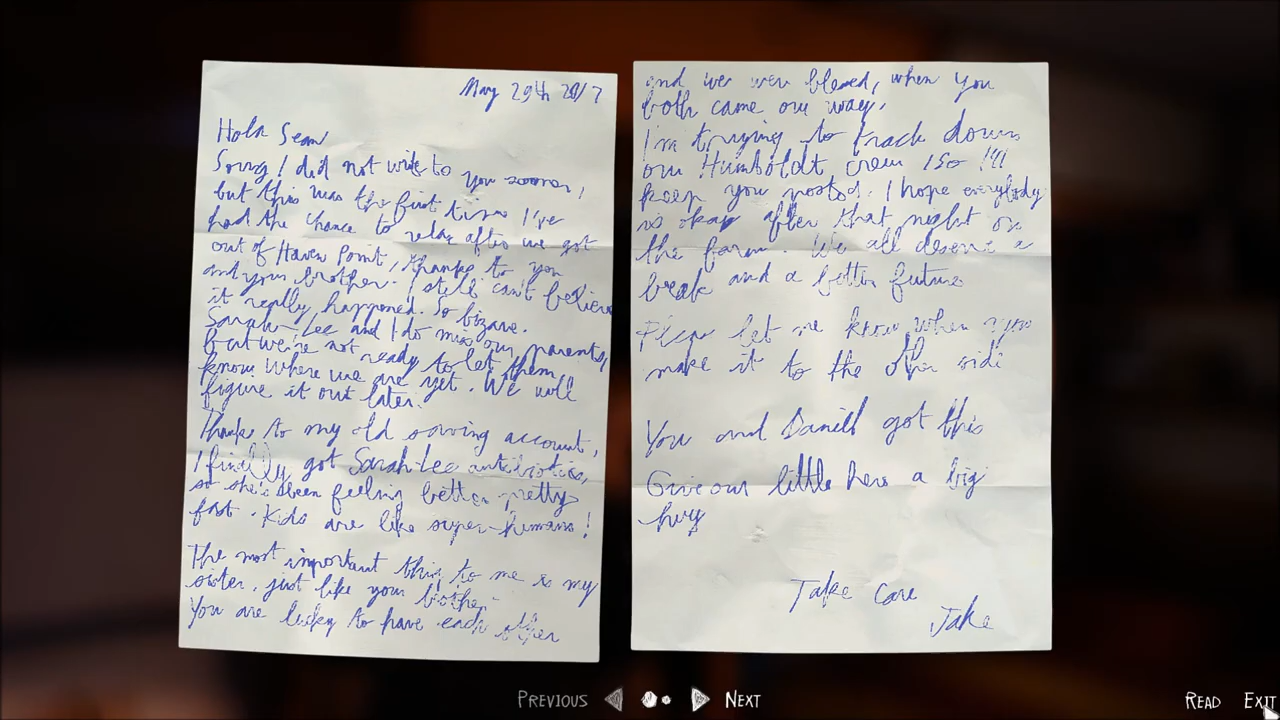 May 29th 2017
Hola Sean
Sorry I did not write to you sooner,
but this was the first time I've
had the chance to relax after we got
out of Haven Point, thanks to you
and your brother. I still can't believe
it really happened. So bizare.
Sarah-Lee and I do miss our parents,
but we're not ready to let them
know where we are yet. We will
figure it out later.
Thanks to my old saving account,
I finally got Sarah Lee antibiotics,
so she's been feeling better pretty
fast. Kids are like super-humans!
The most important thing to me is my
sister, just like your brother.
You are lucky to have each other
and we were blessed, when you
both came our way.
I'm trying to track down
our Humboldt crew, so I'll
keep you posted. I hope everybody
is okay after that night on
the farm. We all deserve a
break and a better future
Please let me know when you
make it to the other side
You and Daniel got this
Give our little hero a big
hug
Take Care
Jake
PREVIOUS NEXT READ EXIT